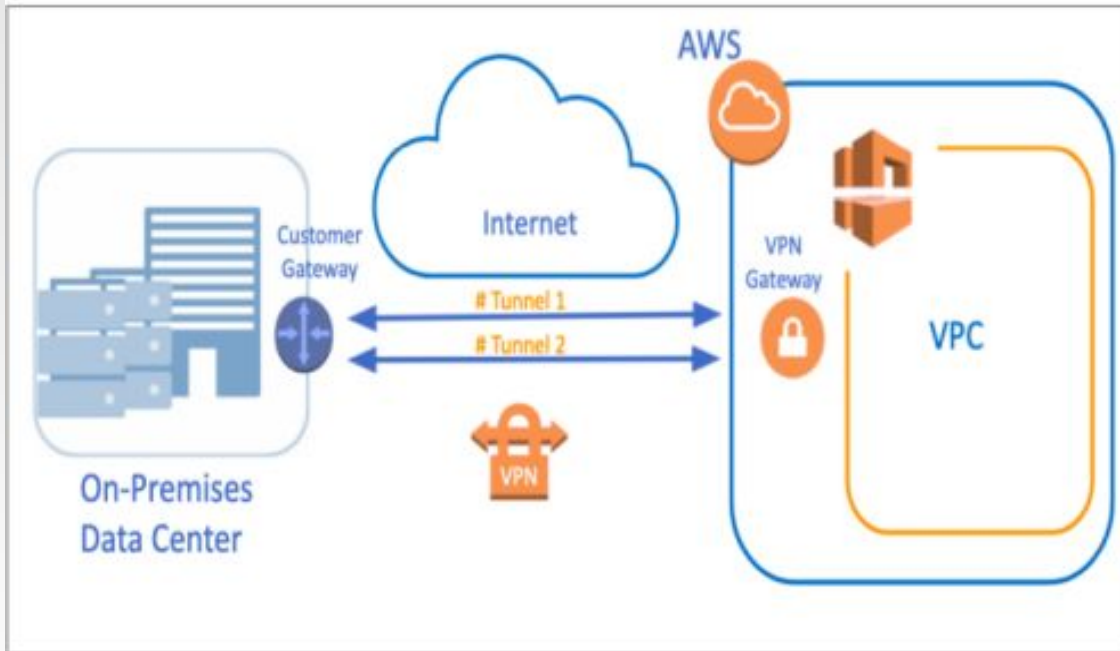 AWS
Internet
Customer
Gateway
# Tunnel 1
# Tunnel 2
VPN
Gateway
VPC
VPN
On-Premises
Data Center